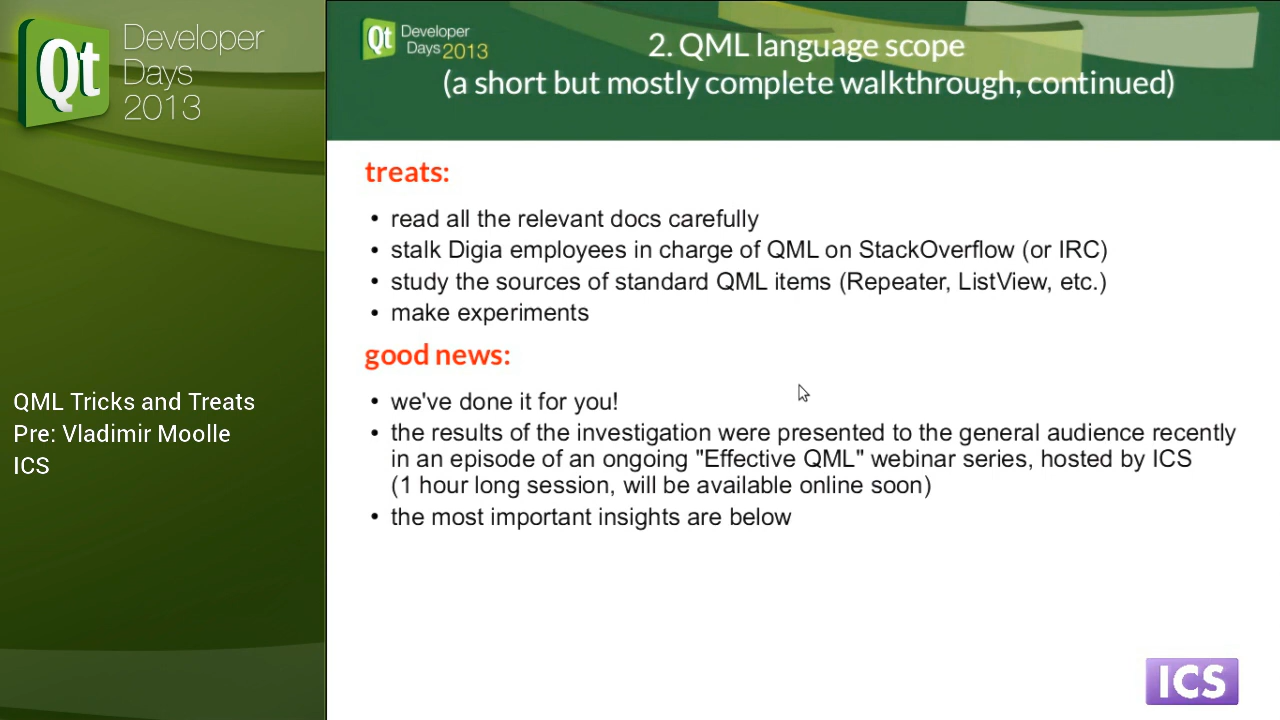 Qt Developer
Days
2013
QML Tricks and Treats
Pre: Vladimir Moolle
ICS
Qt Developer
Days 2013
2. QML language scope
(a short but mostly complete walkthrough, continued)
treats:
• read all the relevant docs carefully
• stalk Digia employees in charge of QML on StackOverflow (or IRC)
• study the sources of standard QML items (Repeater, ListView, etc.)
• make experiments
good news:
• we've done it for you!
• the results of the investigation were presented to the general audience recently
in an episode of an ongoing "Effective QML" webinar series, hosted by ICS
(1 hour long session, will be available online soon)
• the most important insights are below
ICS